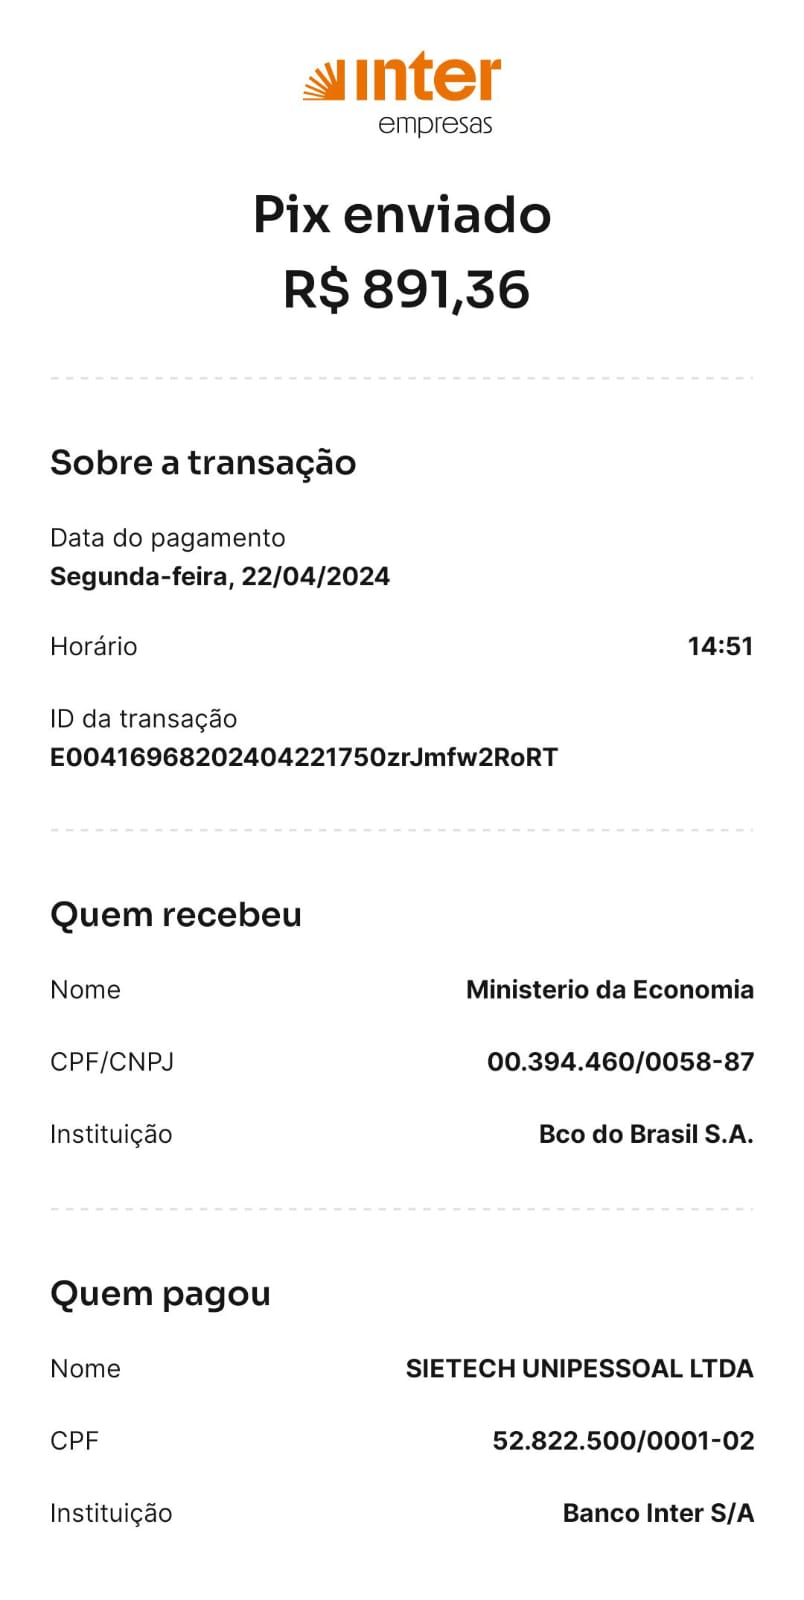 inter
empresas
Pix enviado
R$ 891,36
Sobre a transação
Data do pagamento
Segunda-feira, 22/04/2024
Horário 14:51
ID da transação
E00416968202404221750zrJmfw2RoRT
Quem recebeu
Nome Ministerio da Economia
CPF/CNPJ 00.394.460/0058-87
Instituição Bco do Brasil S.A.
Quem pagou
Nome SIETECH UNIPESSOAL LTDA
CPF 52.822.500/0001-02
Instituição Banco Inter S/A